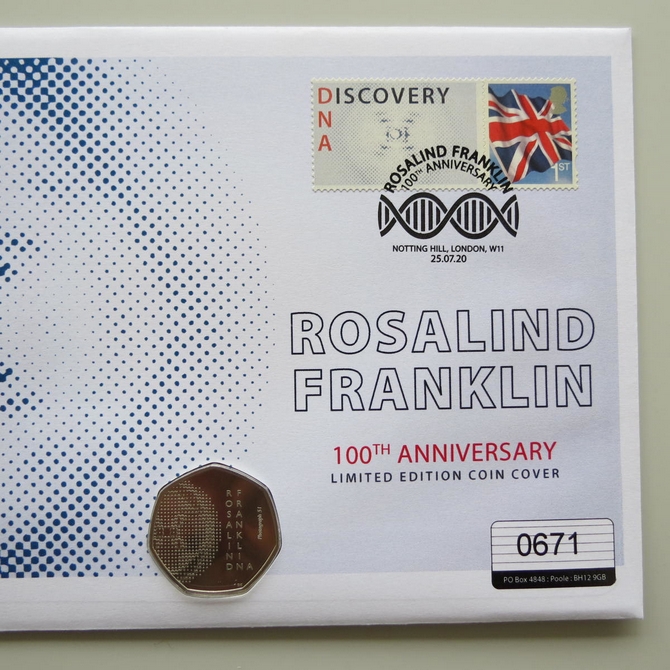 DISCOVERY
N
A
1ST
ROSALIND FRANKLIN
100TH ANNIVERSARY
NOTTING HILL, LONDON, W11
25.07.20
ROSALIND
FRANKLIN
100TH ANNIVERSARY
LIMITED EDITION COIN COVER
ROSALIND
FRANKLIN
DNA
Photograph 51
0671
PO Box 4848 : Poole : BH12 9GB